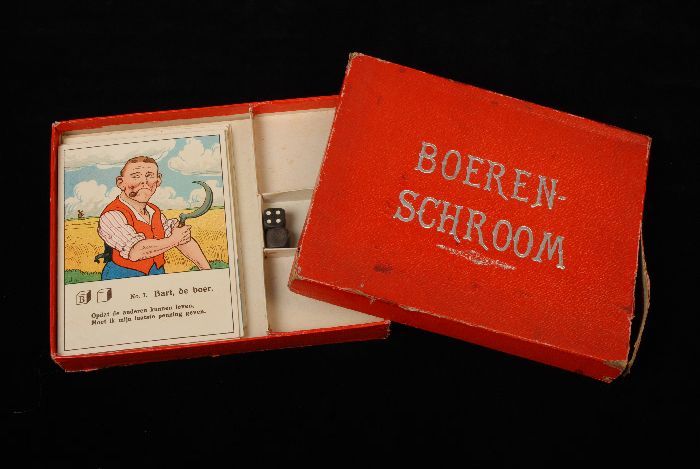 B No. 1. Bart, de boer.
Opdat de anderen kunnen leven,
Moet ik mijn laatste penning geven.
BOEREN-
SCHROOM